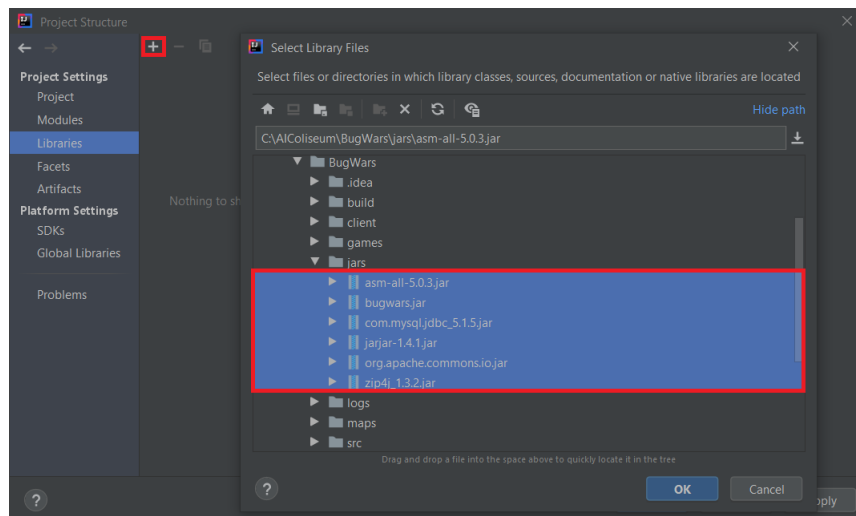 Project Structure
Project Settings
Project
Modules
Libraries
Facets
Artifacts
Platform Settings
SDKs
Global Libraries
Problems
Nothing to sh
Select Library Files
Select files or directories in which library classes, sources, documentation or native libraries are located
Hide path
C:\AIColiseum\BugWars\jars\asm-all-5.0.3.jar
BugWars
.idea
build
client
games
jars
asm-all-5.0.3.jar
bugwars.jar
com.mysql.jdbc_5.1.5.jar
jarjar-1.4.1.jar
org.apache.commons.io.jar
zip4j_1.3.2.jar
logs
maps
src
Drag and drop a file into the space above to quickly locate it in the tree
?
OK
Cancel
?
pply